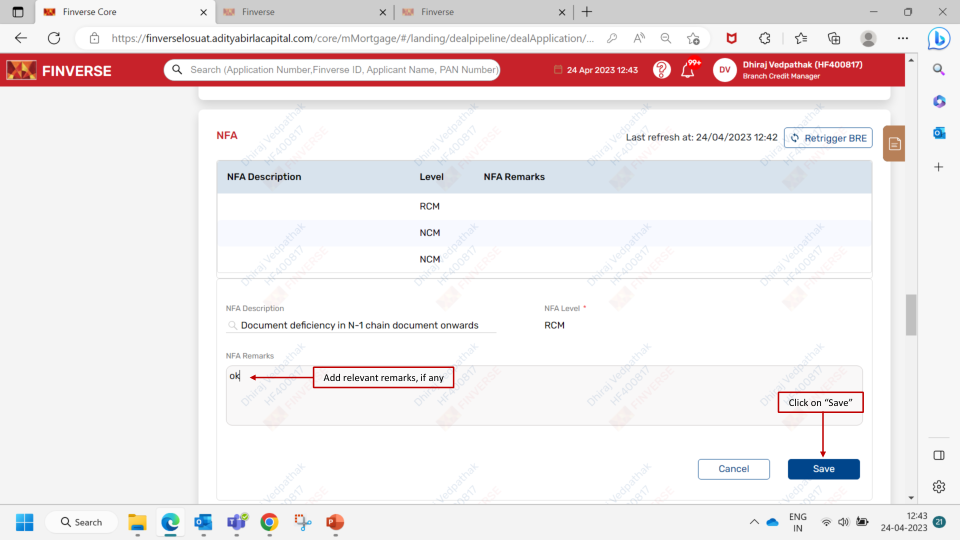 Finverse Core
Finverse
Finverse
https://finverselosuat.adityabirlacapital.com/core/mMortgage/#/landing/dealpipeline/dealApplication/...
FINVERSE
Search (Application Number,Finverse ID, Applicant Name, PAN Number)
24 Apr 2023 12:43
99+
DV
Dhiraj Vedpathak (HF400817)
Branch Credit Manager
NFA
Last refresh at: 24/04/2023 12:42
Retrigger BRE
NFA Description Level NFA Remarks
RCM
NCM
NCM
NFA Description
NFA Level *
Document deficiency in N-1 chain document onwards
RCM
NFA Remarks
ok
Add relevant remarks, if any
Click on “Save”
Cancel
Save
Dhiraj Vedpathak
HF400817
FINVERSE
Search
ENG
IN
12:43
24-04-2023
21